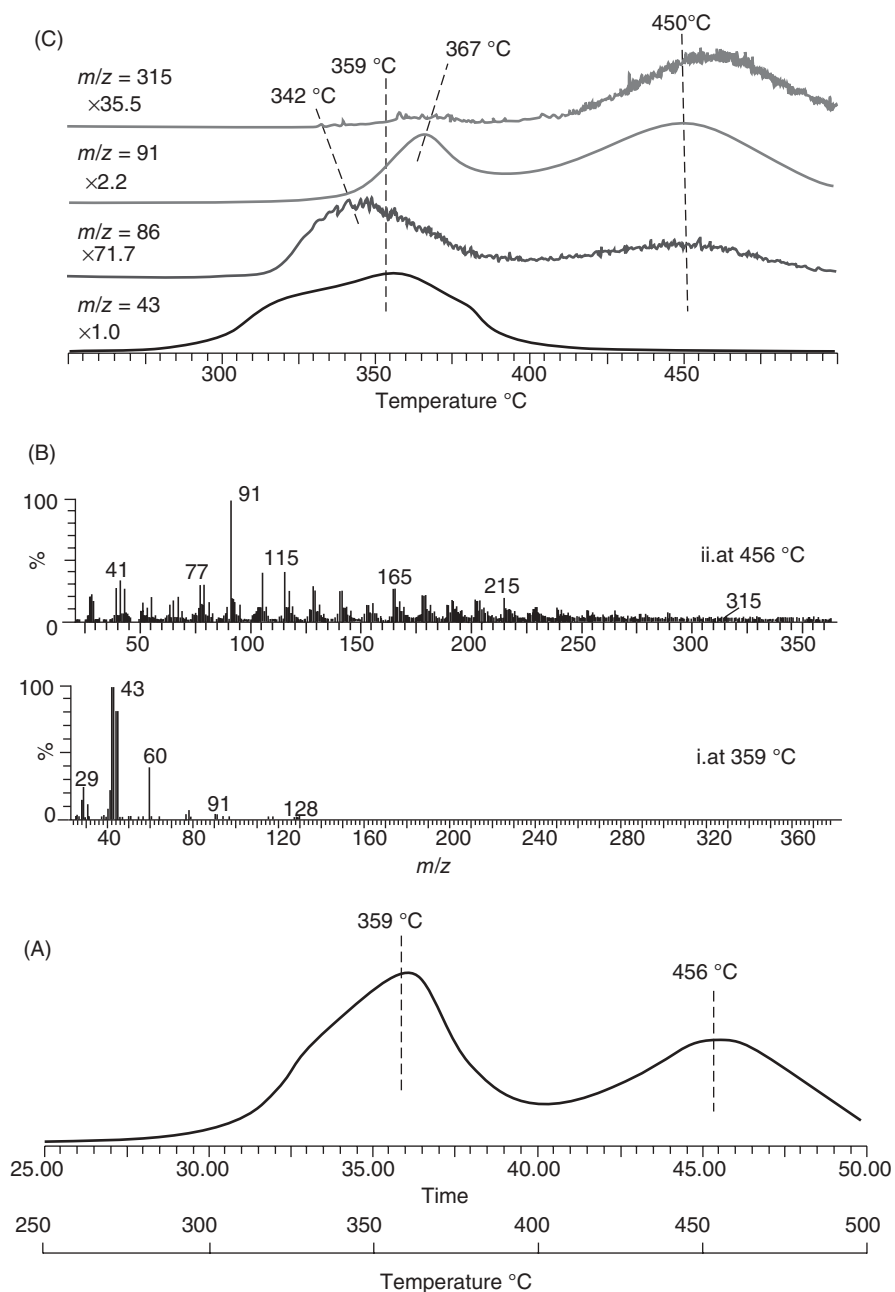 (C)
450°C
359 °C
367 °C
m/z = 315
×35.5
342 °C
m/z = 91
×2.2
m/z = 86
×71.7
m/z = 43
×1.0
300 350 400 450
Temperature °C
(B)
100
91
%
41
77
115
165
215
315
ii.at 456 °C
0
50 100 150 200 250 300 350
100
43
%
29
60
91
128
i.at 359 °C
0
40 80 120 160 200 240 280 320 360
m/z
359 °C
(A)
456 °C
25.00 30.00 35.00 40.00 45.00 50.00
Time
250 300 350 400 450 500
Temperature °C